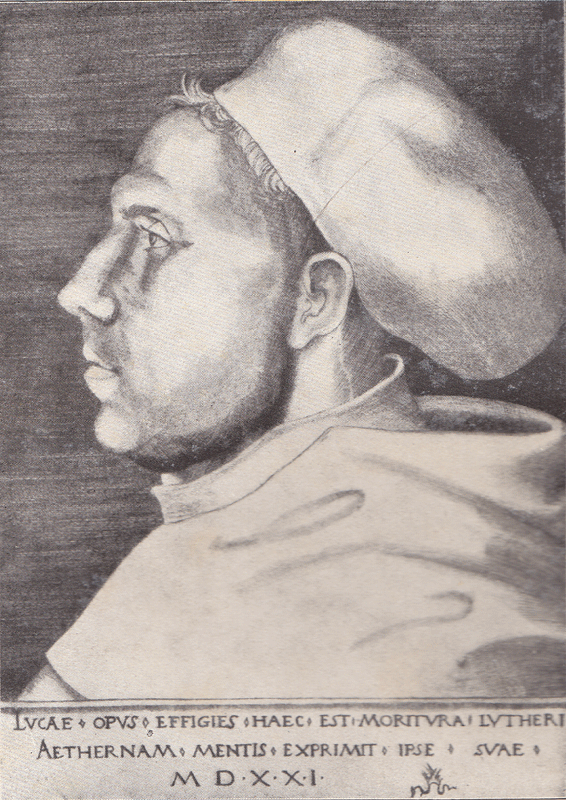 LVCAE ⋄ OPVS ⋄ EFFIGIES ⋄ HAEC ⋄ EST ⋄ MORITVRA ⋄ LVTHERI
AETHERNAM ⋄ MENTIS ⋄ EXPRIMIT ⋄ IPSE ⋄ SVAE ⋄
M D · X · X · I ·